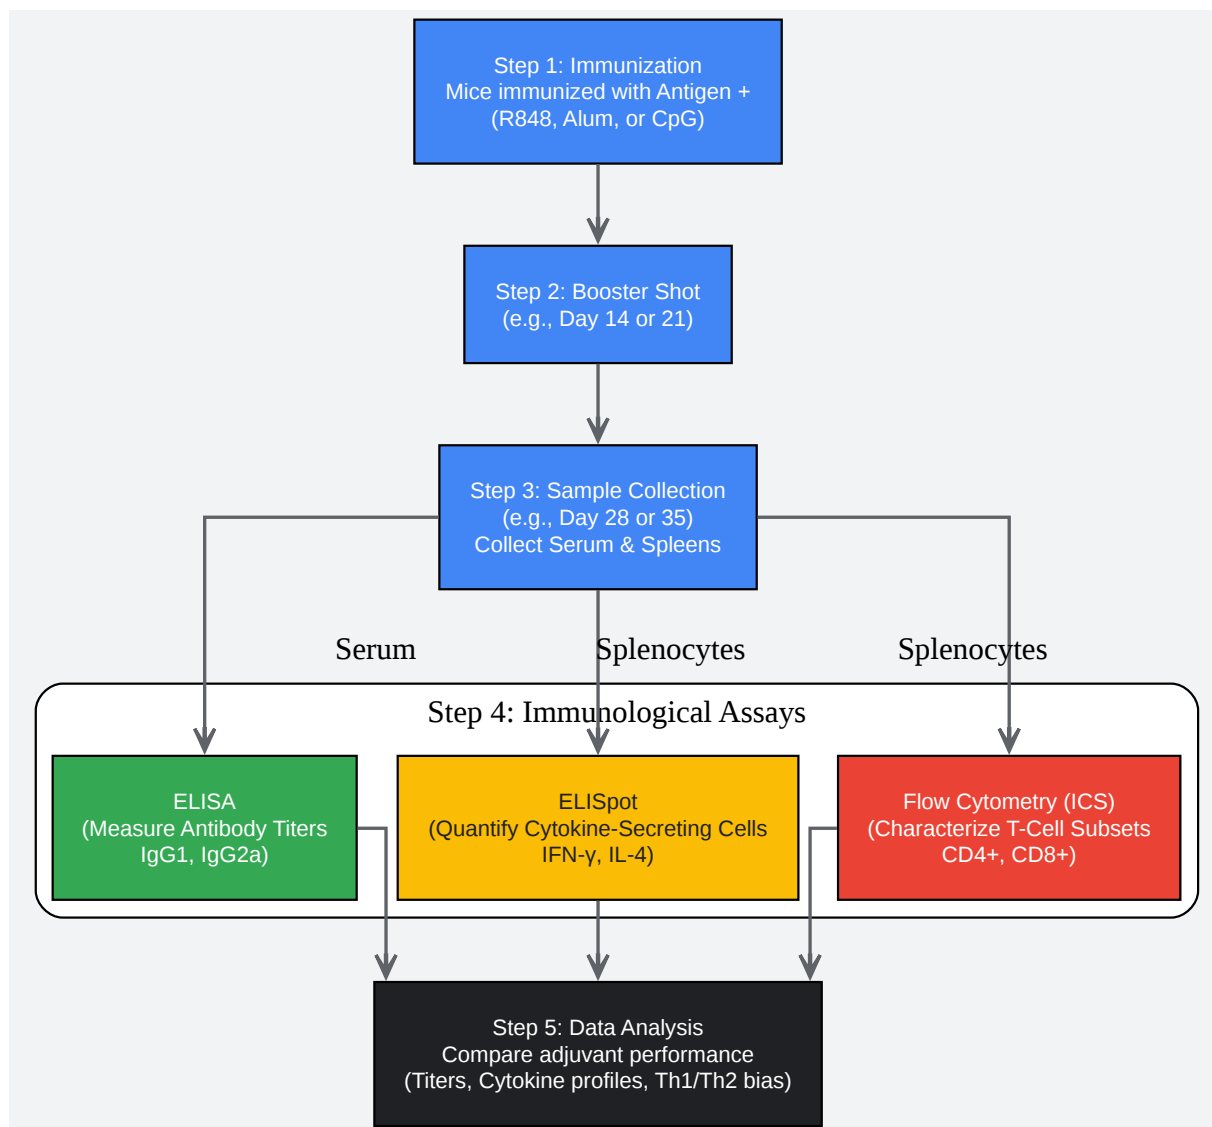 Step 1: Immunization
Mice immunized with Antigen +
(R848, Alum, or CpG)
Step 2: Booster Shot
(e.g., Day 14 or 21)
Step 3: Sample Collection
(e.g., Day 28 or 35)
Collect Serum & Spleens
Serum
Splenocytes
Splenocytes
Step 4: Immunological Assays
ELISA
(Measure Antibody Titers
IgG1, IgG2a)
ELISpot
(Quantify Cytokine-Secreting Cells
IFN-γ, IL-4)
Flow Cytometry (ICS)
(Characterize T-Cell Subsets
CD4+, CD8+)
Step 5: Data Analysis
Compare adjuvant performance
(Titers, Cytokine profiles, Th1/Th2 bias)